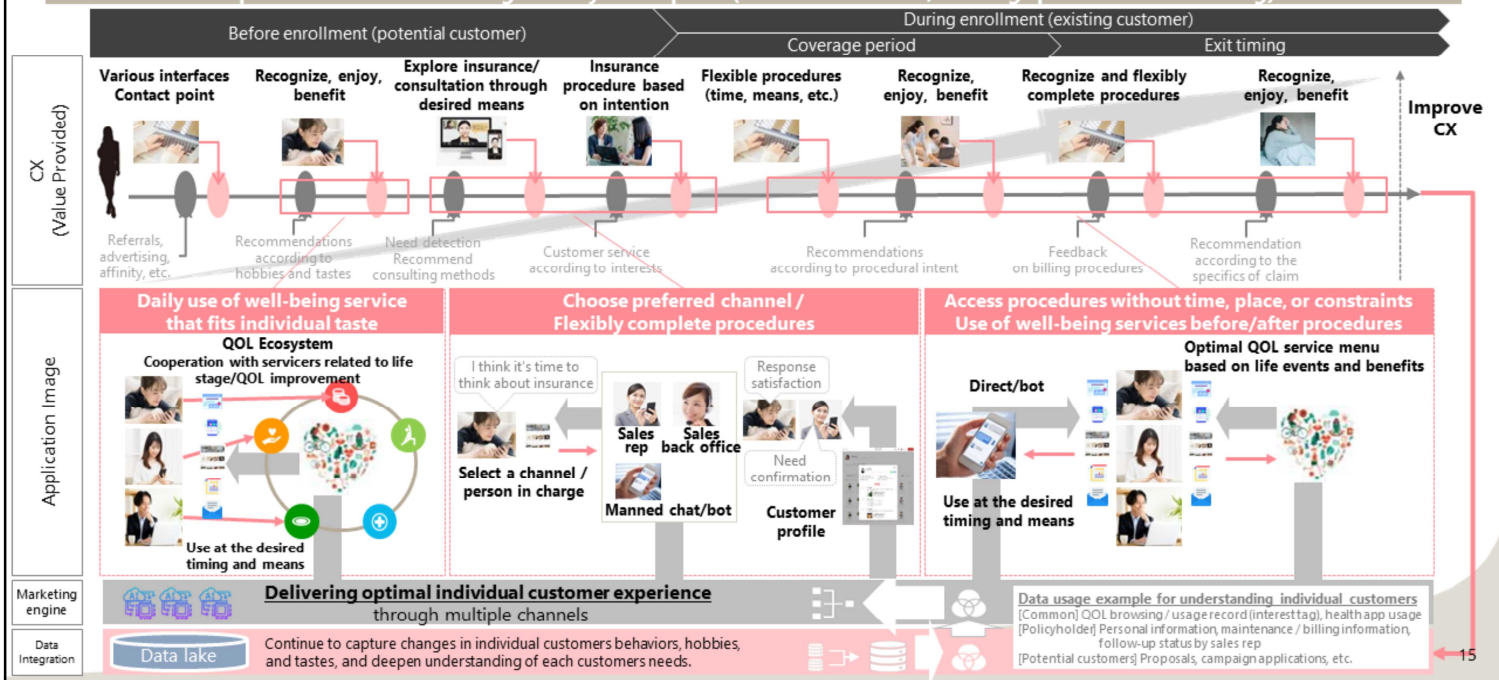 Before enrollment (potential customer)
During enrollment (existing customer)
Coverage period
Exit timing
CX
(Value Provided)
Various interfaces
Contact point
Recognize, enjoy,
benefit
Explore insurance/
consultation through
desired means
Insurance
procedure based
on intention
Flexible procedures
(time, means, etc.)
Recognize,
enjoy, benefit
Recognize and flexibly
complete procedures
Recognize,
enjoy, benefit
Improve
CX
Referrals,
advertising,
affinity, etc.
Recommendations
according to
hobbies and tastes
Need detection
Recommend
consulting methods
Customer service
according to interests
Recommendations
according to procedural intent
Feedback
on billing procedures
Recommendation
according to the
specifics of claim
Application Image
Daily use of well-being service
that fits individual taste
QOL Ecosystem
Cooperation with servicers related to life
stage/QOL improvement
Use at the desired
timing and means
Choose preferred channel /
Flexibly complete procedures
I think it's time to
think about insurance
Select a channel /
person in charge
Sales
rep
Sales
back office
Manned chat/bot
Response
satisfaction
Need
confirmation
Customer
profile
Access procedures without time, place, or constraints
Use of well-being services before/after procedures
Direct/bot
Use at the desired
timing and means
Optimal QOL service menu
based on life events and benefits
Marketing
engine
AI
AI
AI
Delivering optimal individual customer experience
through multiple channels
Data
Integration
Data lake
Continue to capture changes in individual customers behaviors, hobbies,
and tastes, and deepen understanding of each customers needs.
Data usage example for understanding individual customers
[Common] QOL browsing / usage record (interest tag), health app usage
[Policyholder] Personal information, maintenance / billing information,
follow-up status by sales rep
[Potential customers] Proposals, campaign applications, etc.
15